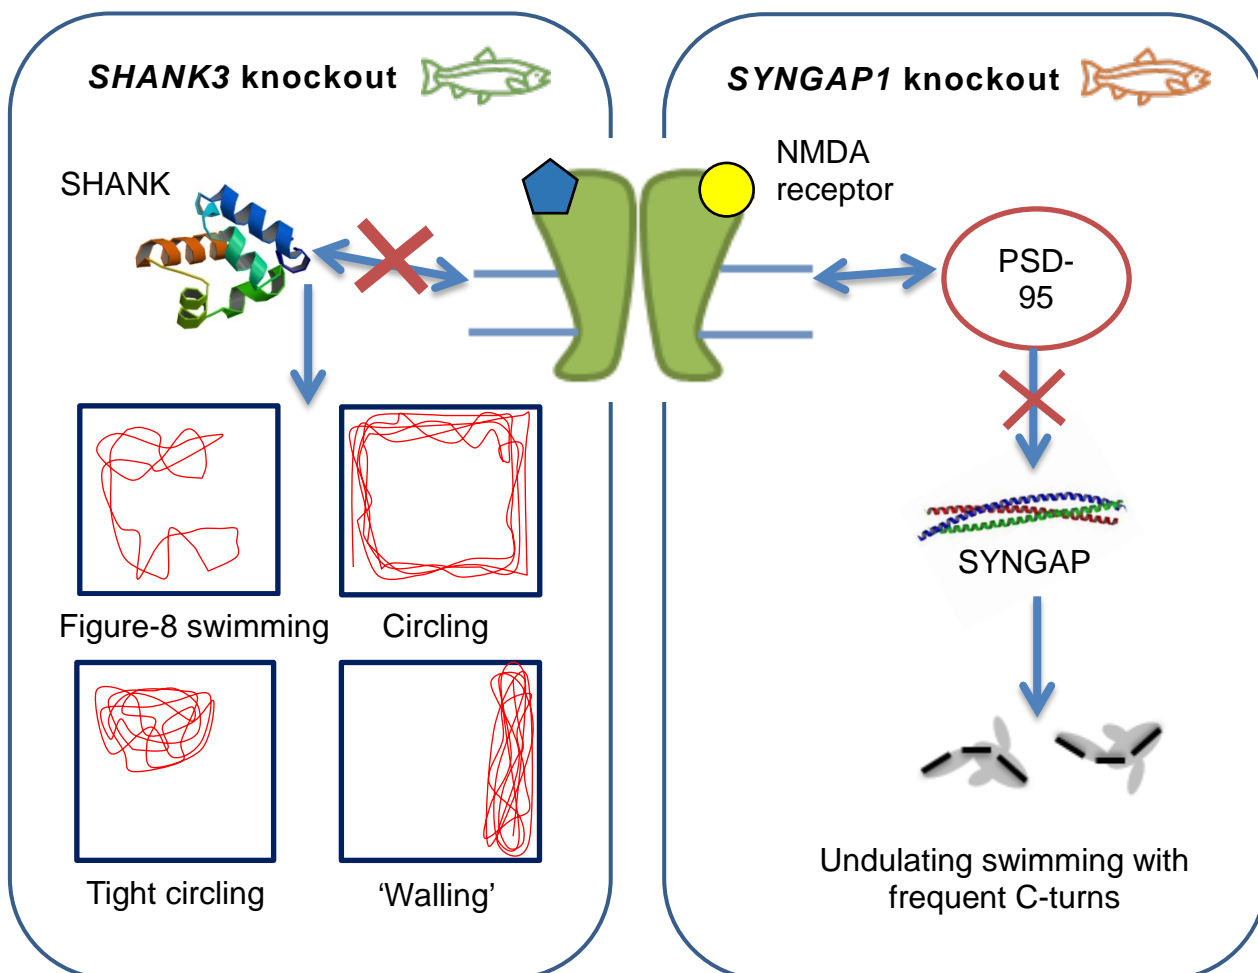 SHANK3 knockout
SHANK
Figure-8 swimming
Circling
Tight circling
‘Walling’
SYNGAP1 knockout
NMDA
receptor
PSD-
95
SYNGAP
Undulating swimming with
frequent C-turns